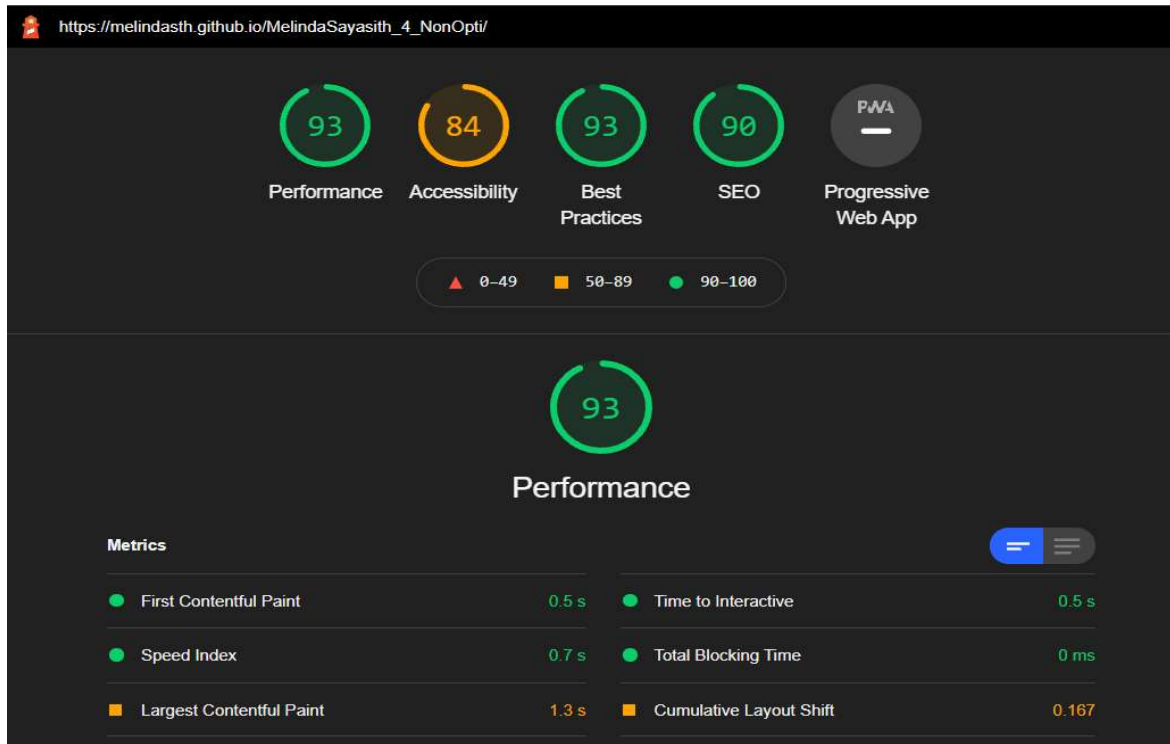 https://melindasth.github.io/MelindaSayasith_4_NonOpti/
93 84 93 90 PWA
Performance Accessibility Best Practices SEO Progressive Web App
0–49 50–89 90–100
93
Performance
Metrics
First Contentful Paint 0.5 s Time to Interactive 0.5 s
Speed Index 0.7 s Total Blocking Time 0 ms
Largest Contentful Paint 1.3 s Cumulative Layout Shift 0.167